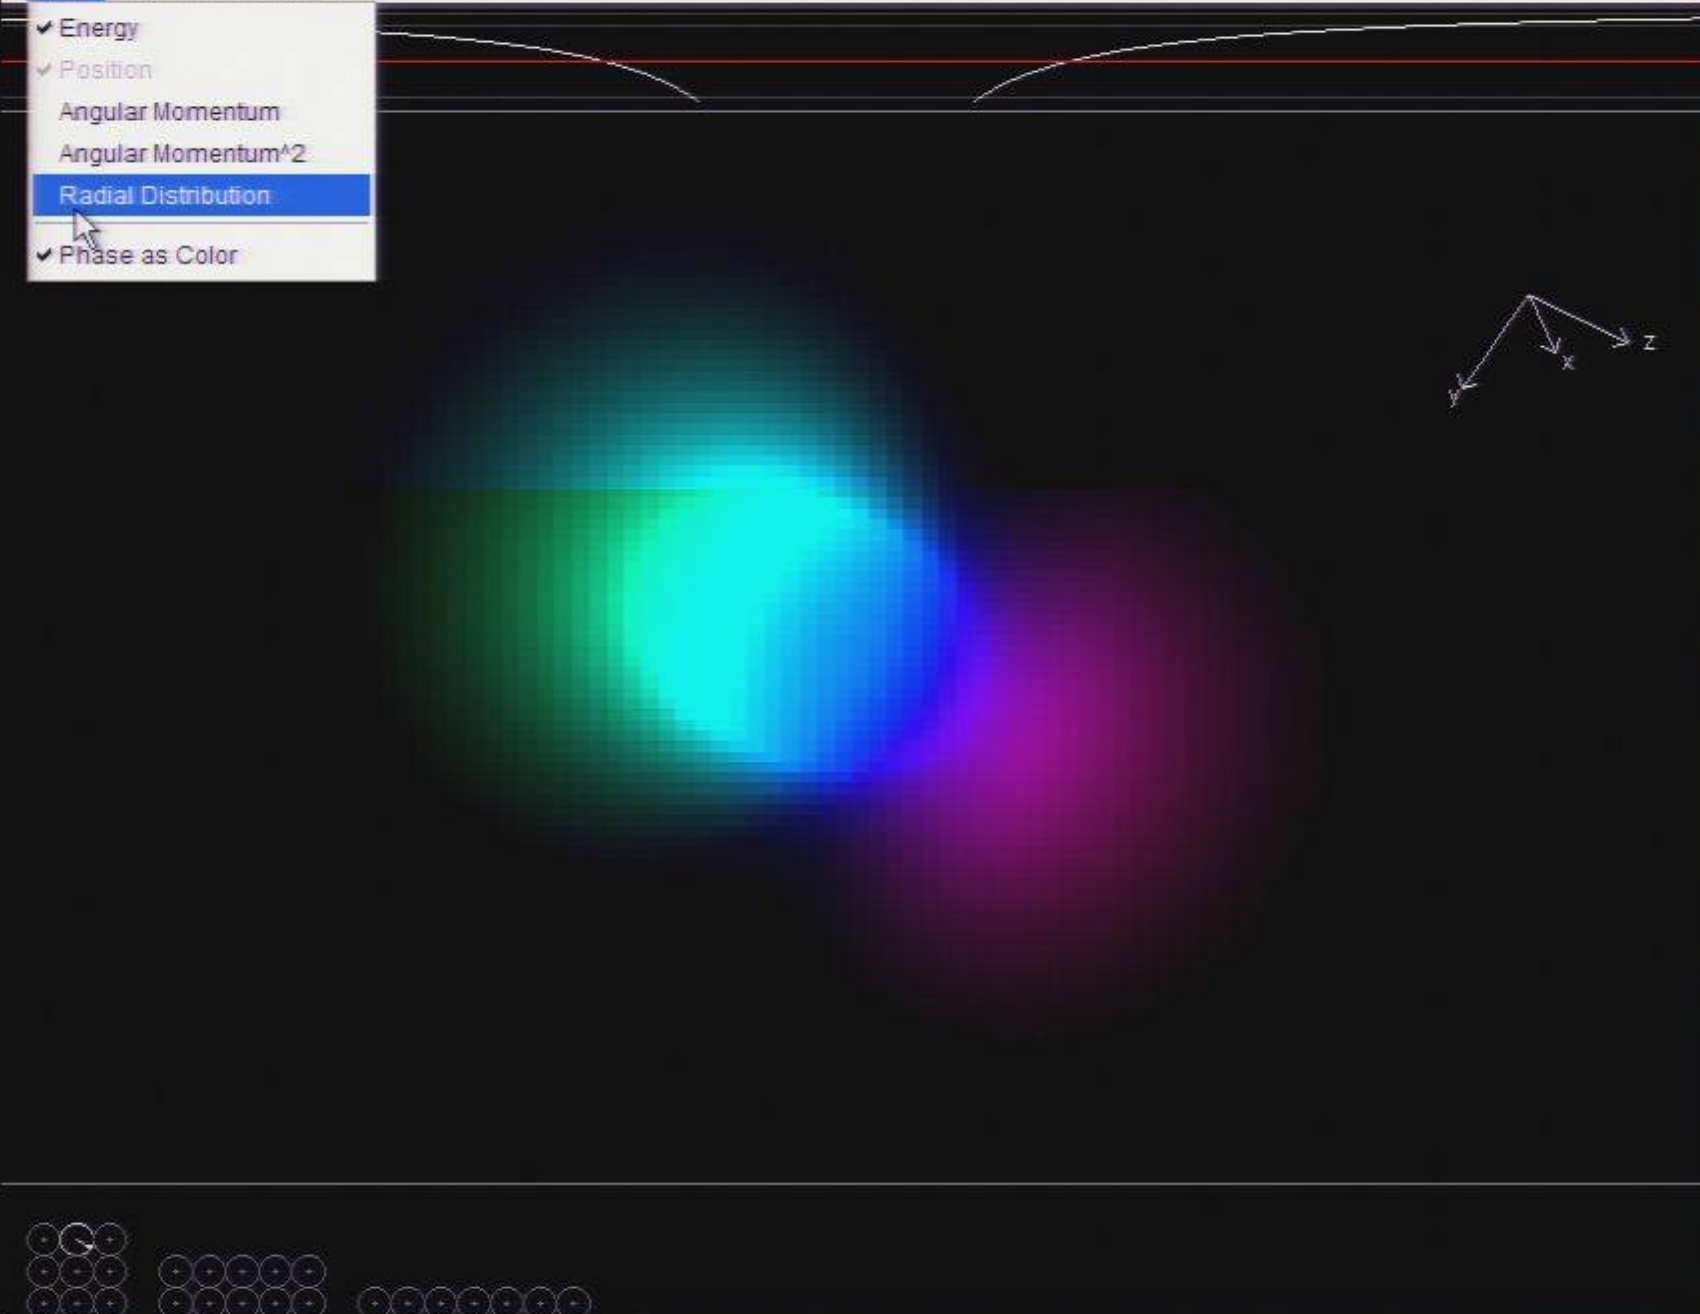 Energy
Position
Angular Momentum
Angular Momentum^2
Radial Distribution
Phase as Color
z
x
y